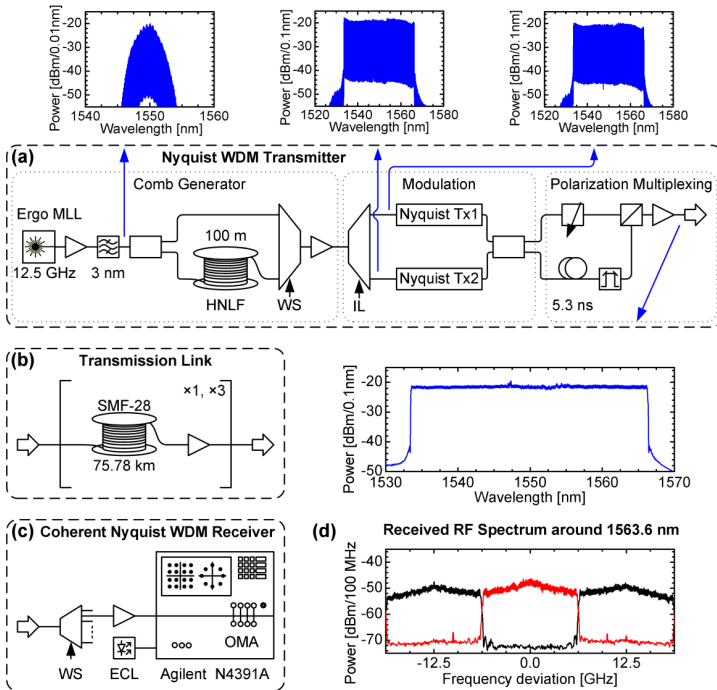 Power [dBm/0.01nm]
-20
-30
-40
-50
1540
1550
1560
Wavelength [nm]
Power [dBm/0.1nm]
-20
-30
-40
-50
1520
1540
1560
1580
Wavelength [nm]
Power [dBm/0.1nm]
-20
-30
-40
-50
1520
1540
1560
1580
Wavelength [nm]
(a) Nyquist WDM Transmitter
Comb Generator
Modulation
Polarization Multiplexing
Ergo MLL
12.5 GHz
3 nm
100 m
HNLF
WS
IL
Nyquist Tx1
Nyquist Tx2
5.3 ns
(b) Transmission Link
SMF-28
×1, ×3
75.78 km
Power [dBm/0.1nm]
-20
-30
-40
-50
1530
1540
1550
1560
1570
Wavelength [nm]
(c) Coherent Nyquist WDM Receiver
WS
ECL
OMA
Agilent N4391A
(d) Received RF Spectrum around 1563.6 nm
Power [dBm/100 MHz]
-40
-50
-60
-70
-12.5
0.0
12.5
Frequency deviation [GHz]